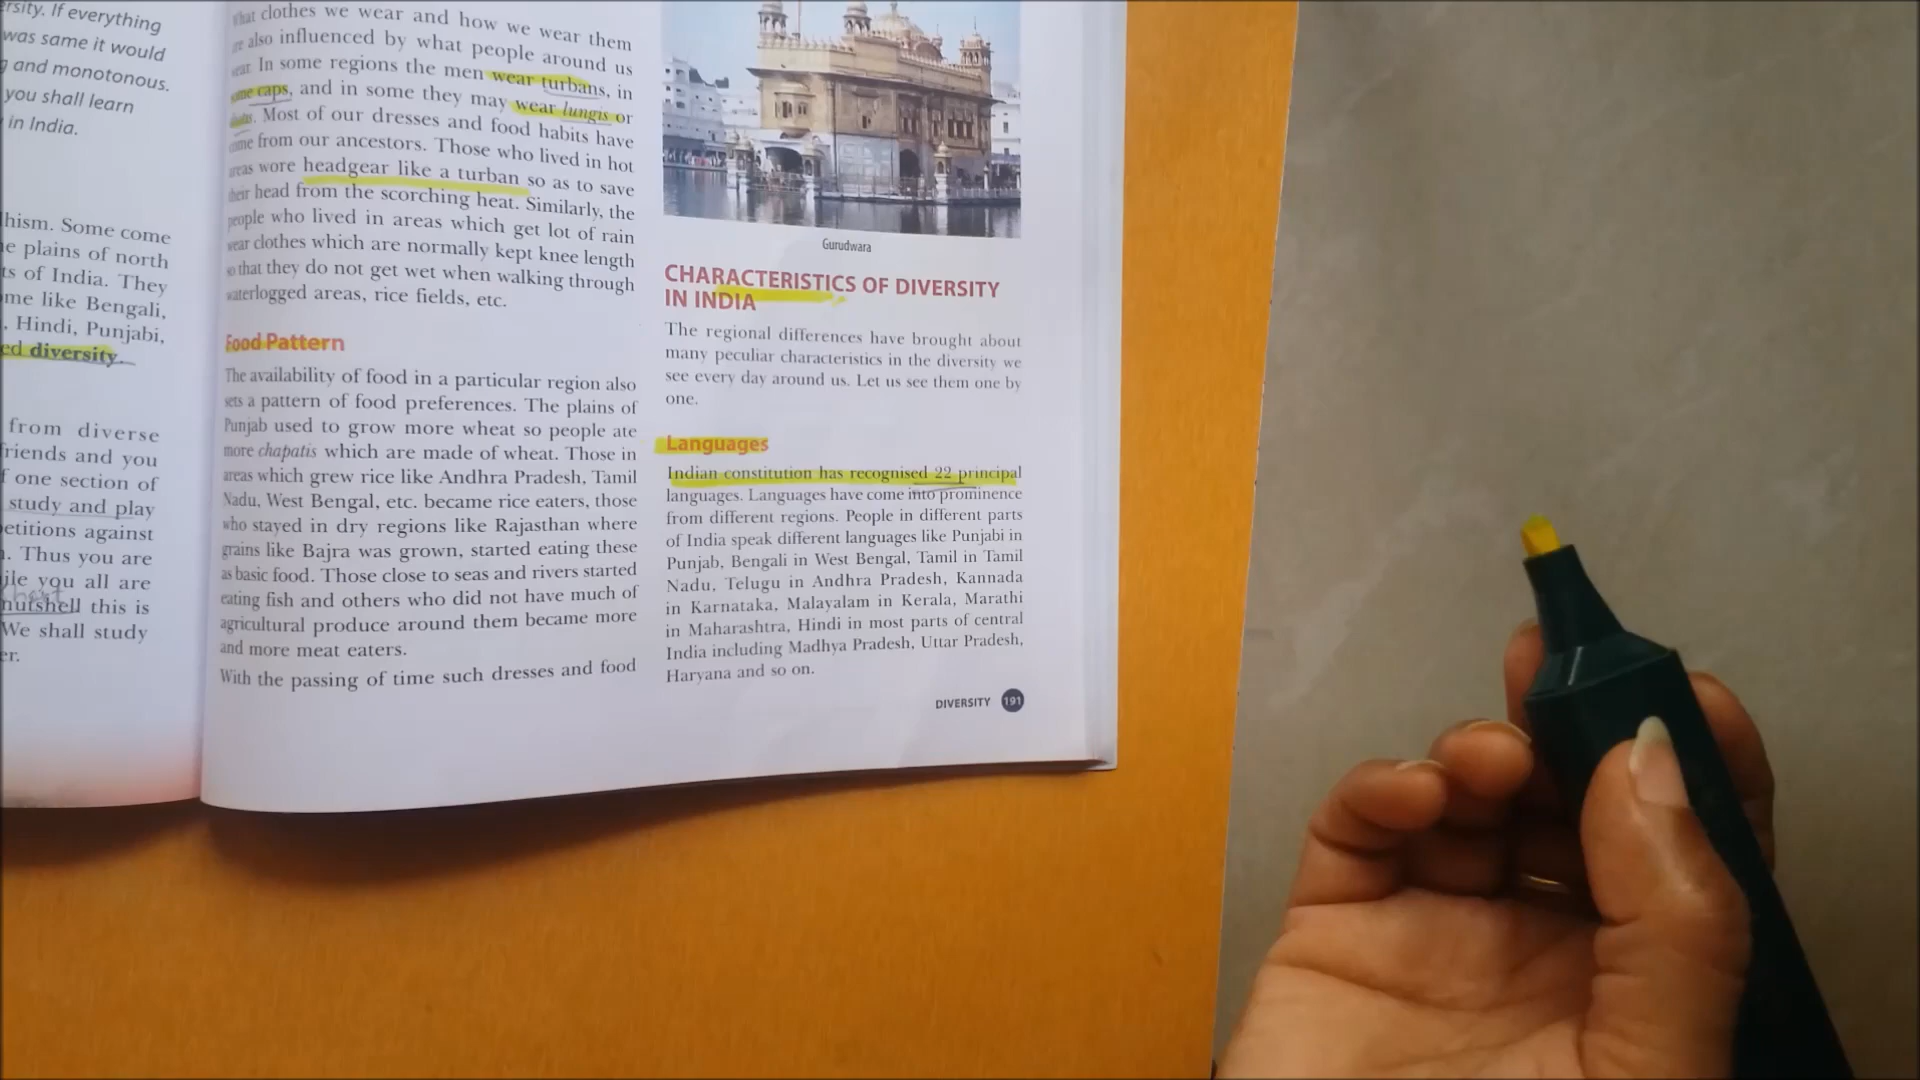 ersity. If everything
was same it would
g and monotonous.
you shall learn
in India.
hism. Some come
e plains of north
ts of India. They
me like Bengali,
, Hindi, Punjabi,
ed diversity.
from diverse
friends and you
f one section of
study and play
etitions against
. Thus you are
ile you all are
nutshell this is
We shall study
er.
What clothes we wear and how we wear them
are also influenced by what people around us
wear. In some regions the men wear turbans, in
some caps, and in some they may wear lungis or
. Most of our dresses and food habits have
come from our ancestors. Those who lived in hot
areas wore headgear like a turban so as to save
their head from the scorching heat. Similarly, the
people who lived in areas which get lot of rain
wear clothes which are normally kept knee length
so that they do not get wet when walking through
waterlogged areas, rice fields, etc.
Food Pattern
The availability of food in a particular region also
sets a pattern of food preferences. The plains of
Punjab used to grow more wheat so people ate
more chapatis which are made of wheat. Those in
areas which grew rice like Andhra Pradesh, Tamil
Nadu, West Bengal, etc. became rice eaters, those
who stayed in dry regions like Rajasthan where
grains like Bajra was grown, started eating these
as basic food. Those close to seas and rivers started
eating fish and others who did not have much of
agricultural produce around them became more
and more meat eaters.
With the passing of time such dresses and food
Gurudwara
CHARACTERISTICS OF DIVERSITY
IN INDIA
The regional differences have brought about
many peculiar characteristics in the diversity we
see every day around us. Let us see them one by
one.
Languages
Indian constitution has recognised 22 principal
languages. Languages have come into prominence
from different regions. People in different parts
of India speak different languages like Punjabi in
Punjab, Bengali in West Bengal, Tamil in Tamil
Nadu, Telugu in Andhra Pradesh, Kannada
in Karnataka, Malayalam in Kerala, Marathi
in Maharashtra, Hindi in most parts of central
India including Madhya Pradesh, Uttar Pradesh,
Haryana and so on.
DIVERSITY 191